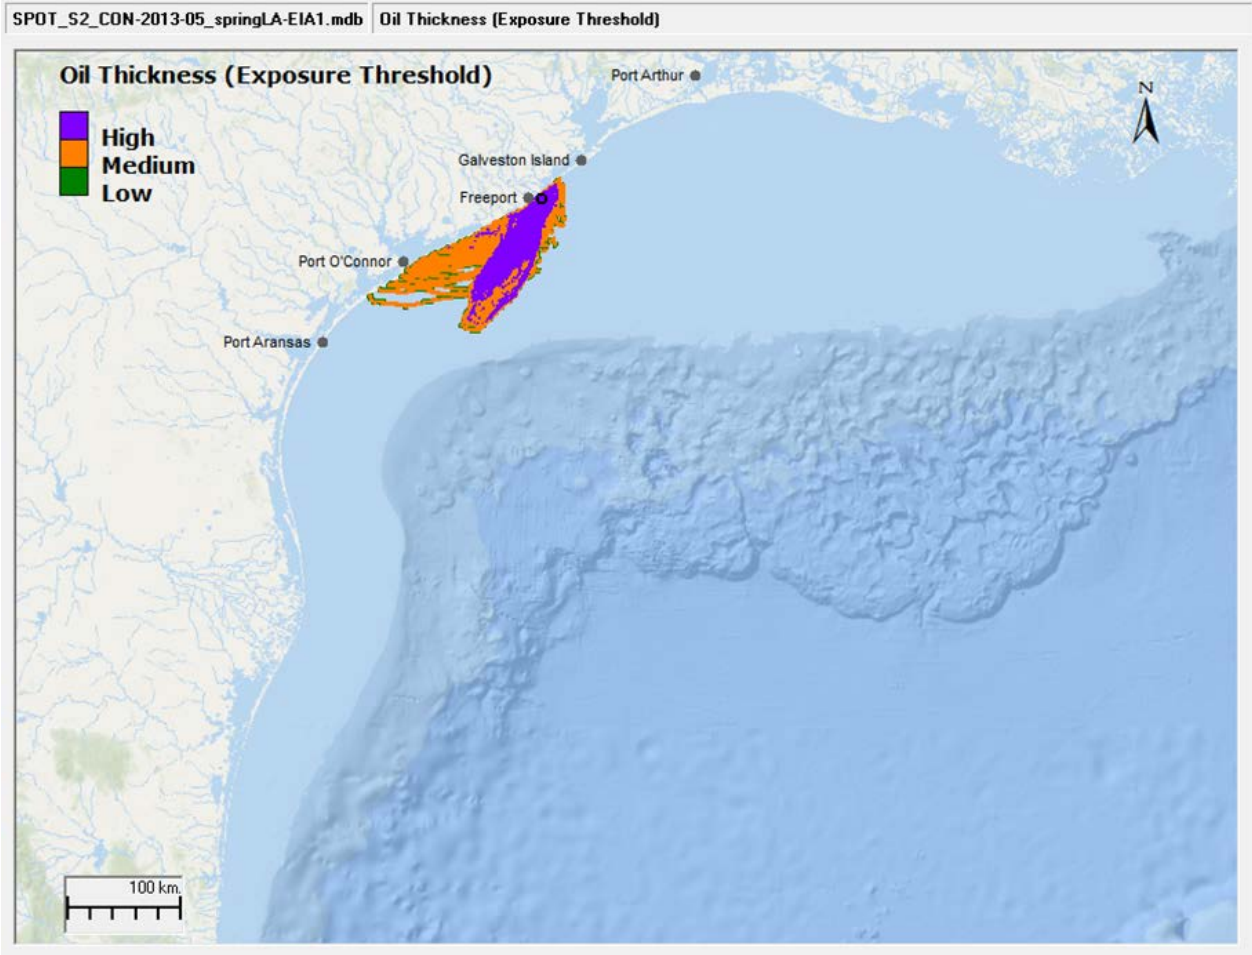 SPOT_S2_CON-2013-05_springLA-EIA1.mdb
Oil Thickness (Exposure Threshold)
Oil Thickness (Exposure Threshold)
High
Medium
Low
Port Arthur
N
Galveston Island
Freeport
Port O'Connor
Port Aransas
100 km.